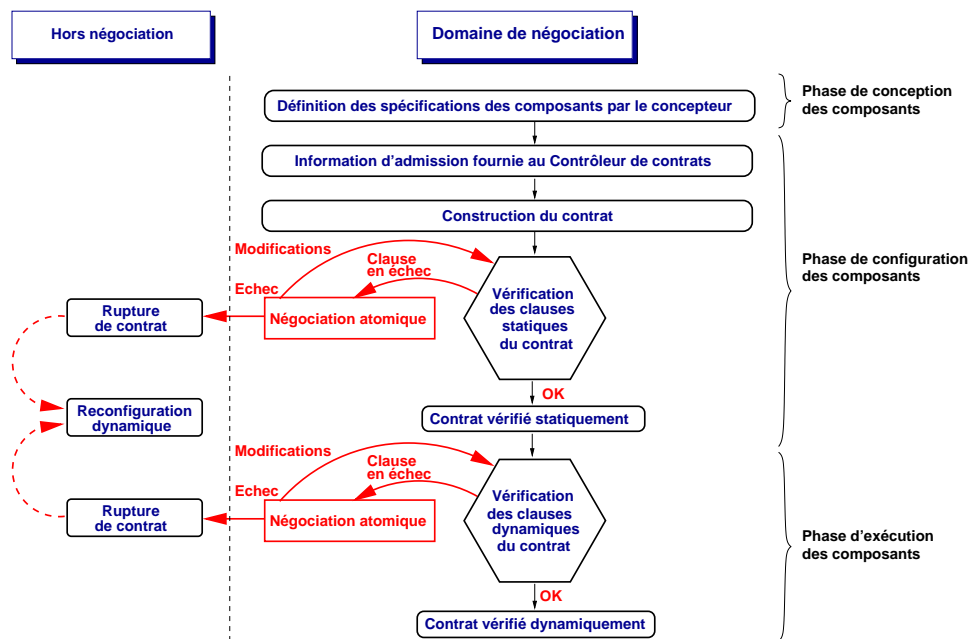 Hors négociation
Domaine de négociation
Définition des spécifications des composants par le concepteur
Phase de conception
des composants
Information d'admission fournie au Contrôleur de contrats
Construction du contrat
Modifications
Clause
en échec
Echec
Négociation atomique
Vérification
des clauses
statiques
du contrat
Phase de configuration
des composants
Rupture
de contrat
OK
Reconfiguration
dynamique
Contrat vérifié statiquement
Modifications
Clause
en échec
Echec
Négociation atomique
Vérification
des clauses
dynamiques
du contrat
Rupture
de contrat
Phase d'exécution
des composants
OK
Contrat vérifié dynamiquement